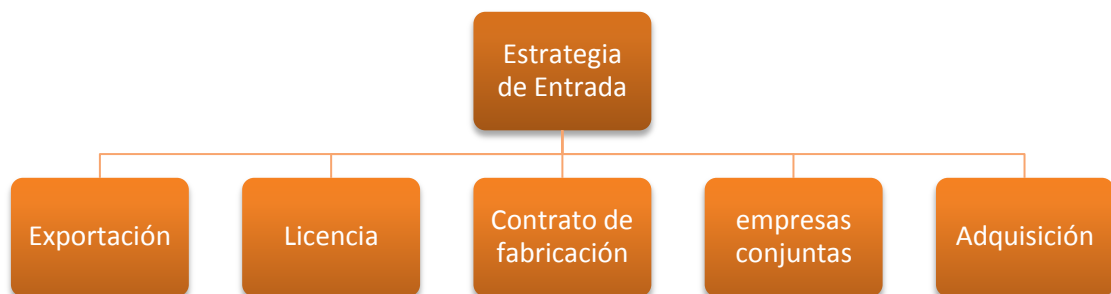 Estrategia
de Entrada
Exportación
Licencia
Contrato de
fabricación
empresas
conjuntas
Adquisición